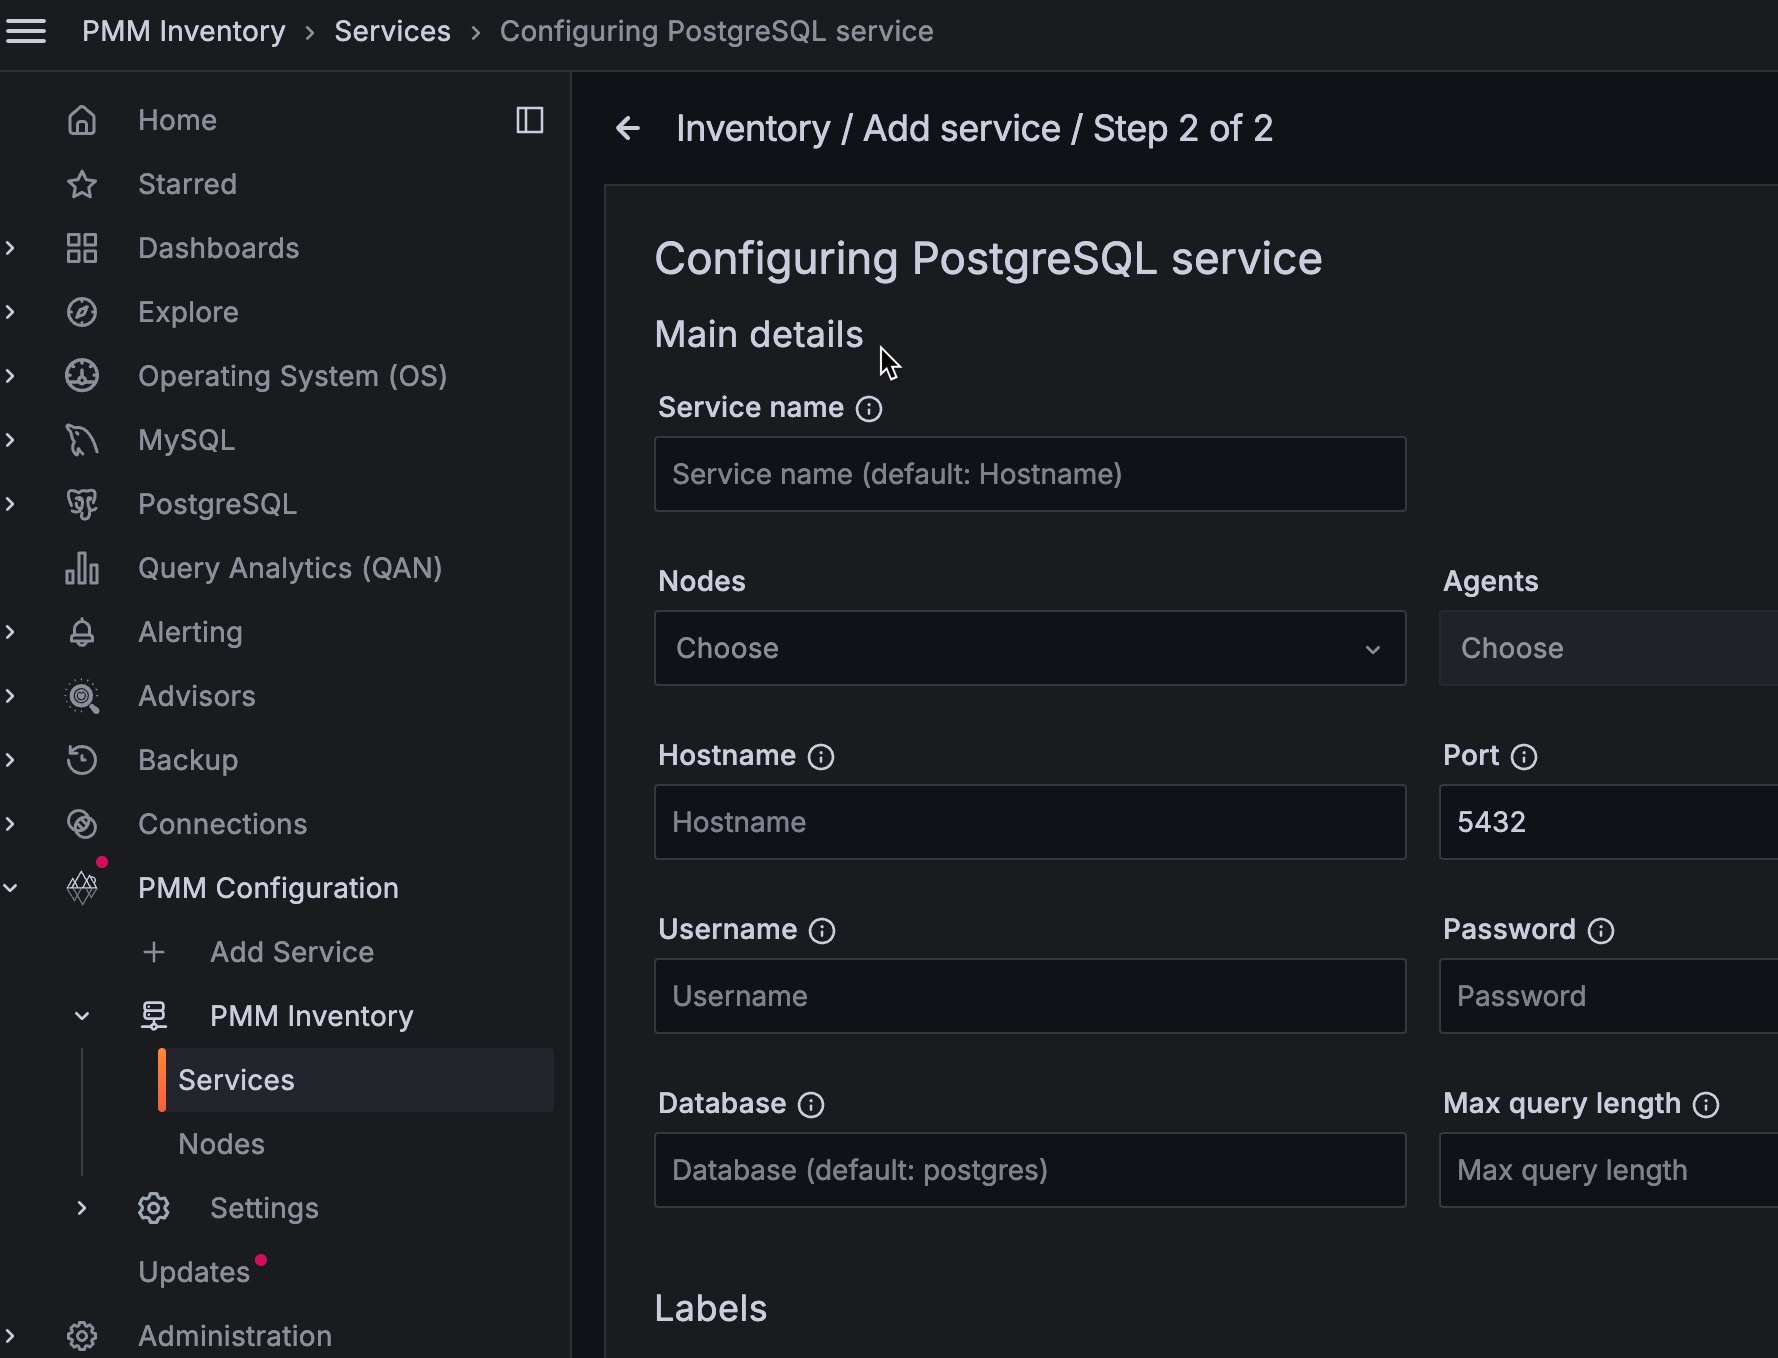 PMM Inventory › Services › Configuring PostgreSQL service
Home
Starred
Dashboards
Explore
Operating System (OS)
MySQL
PostgreSQL
Query Analytics (QAN)
Alerting
Advisors
Backup
Connections
PMM Configuration
Add Service
PMM Inventory
Services
Nodes
Settings
Updates
Administration
Inventory / Add service / Step 2 of 2
Configuring PostgreSQL service
Main details
Service name
Service name (default: Hostname)
Nodes
Choose
Agents
Choose
Hostname
Hostname
Port
5432
Username
Username
Password
Password
Database
Database (default: postgres)
Max query length
Max query length
Labels